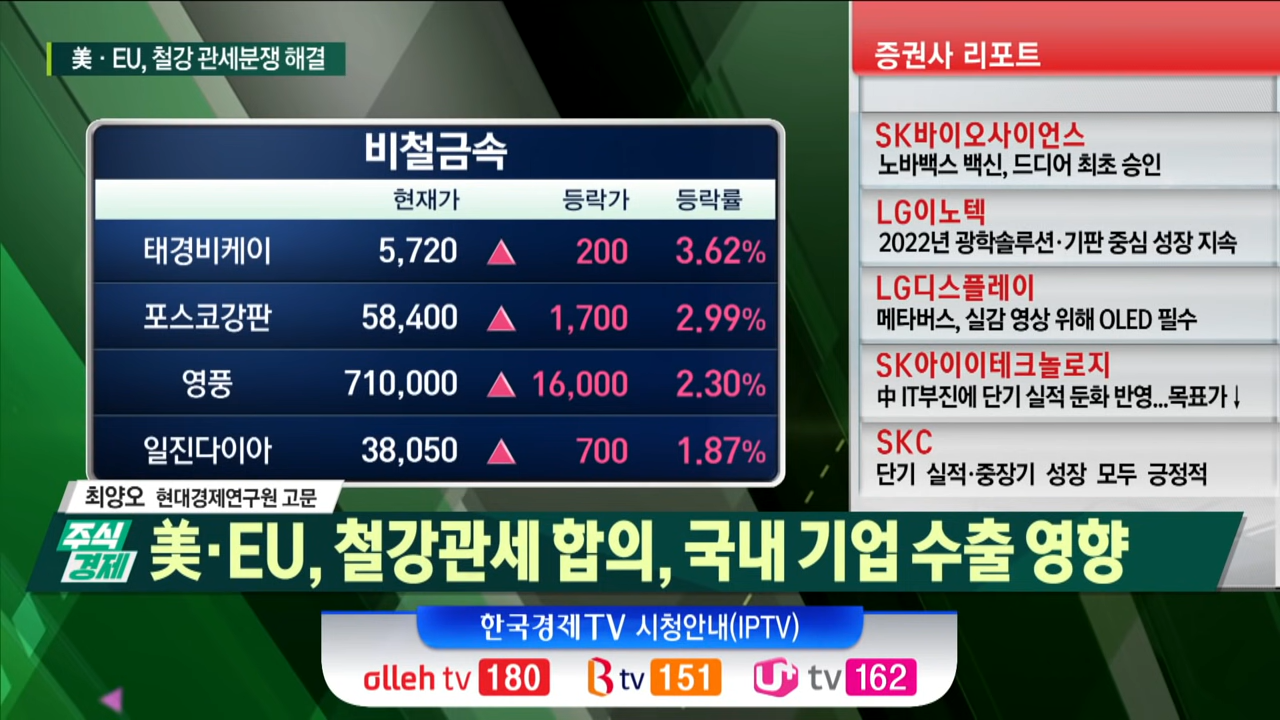 美·EU, 철강 관세분쟁 해결
비철금속
현재가 등락가 등락률
태경비케이 5,720 ▲ 200 3.62%
포스코강판 58,400 ▲ 1,700 2.99%
영풍 710,000 ▲ 16,000 2.30%
일진다이아 38,050 ▲ 700 1.87%
증권사 리포트
SK바이오사이언스
노바백스 백신, 드디어 최초 승인
LG이노텍
2022년 광학솔루션·기판 중심 성장 지속
LG디스플레이
메타버스, 실감 영상 위해 OLED 필수
SK아이이테크놀로지
中 IT부진에 단기 실적 둔화 반영...목표가↓
SKC
단기 실적·중장기 성장 모두 긍정적
최양오 현대경제연구원 고문
주식
경제
美·EU, 철강관세 합의, 국내 기업 수출 영향
한국경제TV 시청안내(IPTV)
olleh tv 180 B tv 151 U+ tv 162